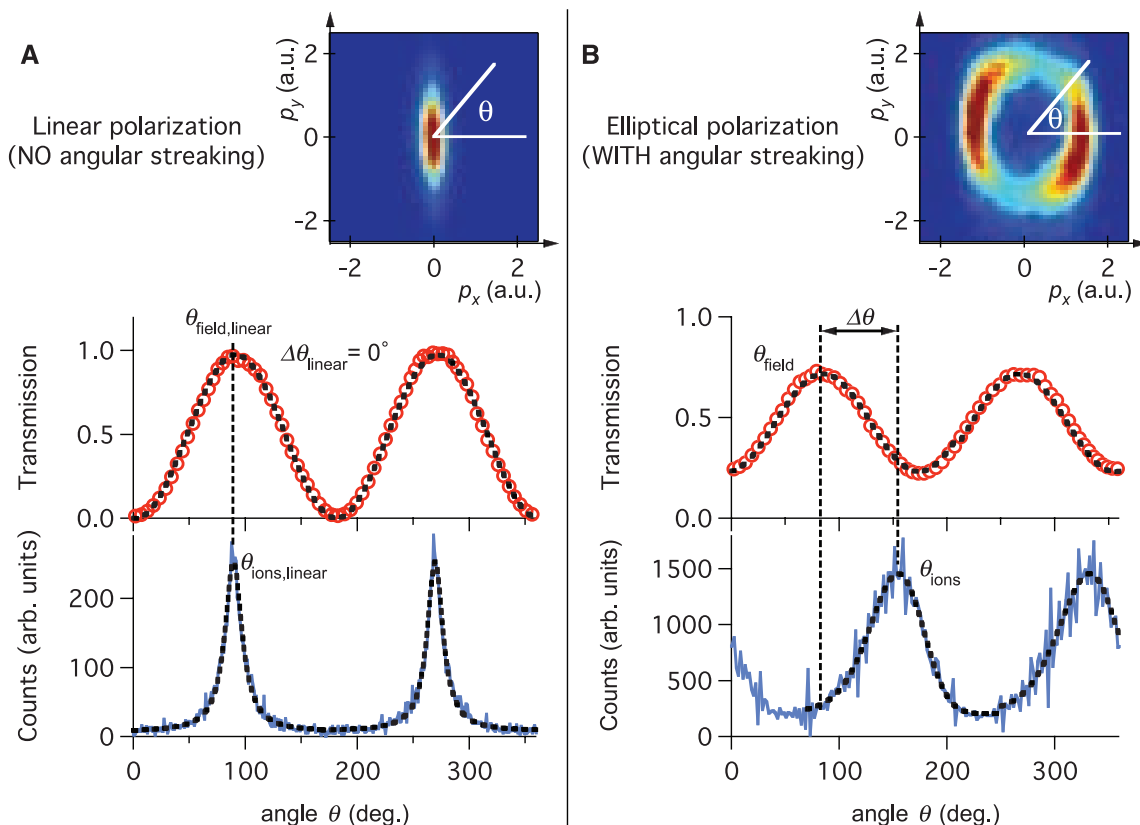 A
Linear polarization
(NO angular streaking)
p_y (a.u.)
2
0
-2
θ
-2
0
2
p_x (a.u.)
θ_field,linear
Δθ_linear = 0°
Transmission
1.0
0.5
0.0
θ_ions,linear
Counts (arb. units)
200
100
0
0
100
200
300
angle θ (deg.)
B
Elliptical polarization
(WITH angular streaking)
p_y (a.u.)
2
0
-2
θ
-2
0
2
p_x (a.u.)
Δθ
θ_field
Transmission
1.0
0.5
0.0
θ_ions
Counts (arb. units)
1500
1000
500
0
0
100
200
300
angle θ (deg.)